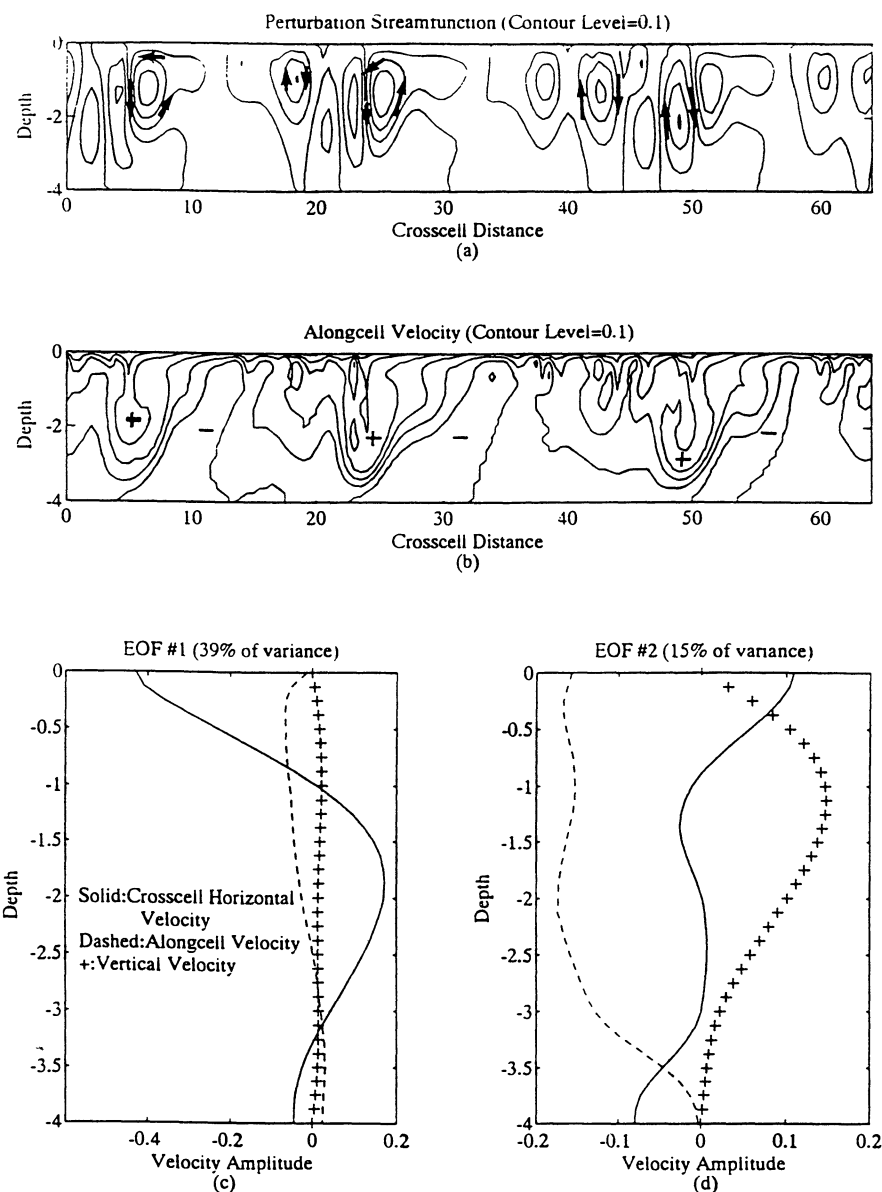 Perturbation Streamfunction (Contour Level=0.1)
0
-2
-4
Depth
0 10 20 30 40 50 60
Crosscell Distance
(a)
Alongcell Velocity (Contour Level=0.1)
0
-2
-4
Depth
+ − + − + −
0 10 20 30 40 50 60
Crosscell Distance
(b)
EOF #1 (39% of variance)
0
-0.5
-1
-1.5
-2
-2.5
-3
-3.5
-4
Depth
Solid:Crosscell Horizontal
Velocity
Dashed:Alongcell Velocity
+:Vertical Velocity
-0.4 -0.2 0 0.2
Velocity Amplitude
(c)
EOF #2 (15% of variance)
0
-0.5
-1
-1.5
-2
-2.5
-3
-3.5
-4
Depth
-0.2 -0.1 0 0.1 0.2
Velocity Amplitude
(d)